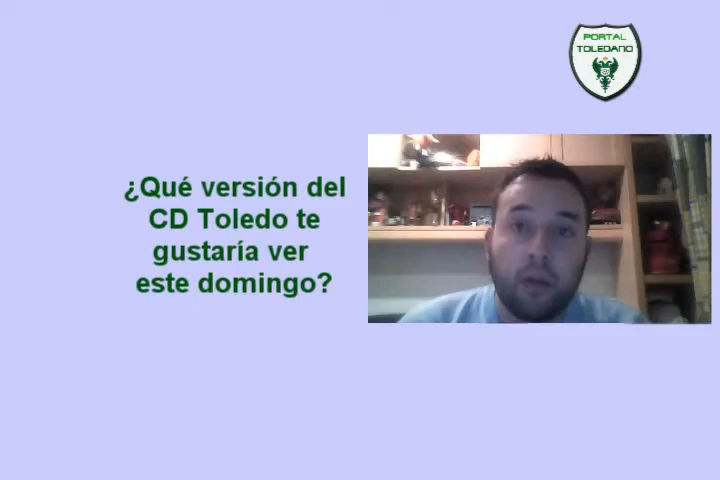 PORTAL
TOLEDANO
¿Qué versión del
CD Toledo te
gustaría ver
este domingo?